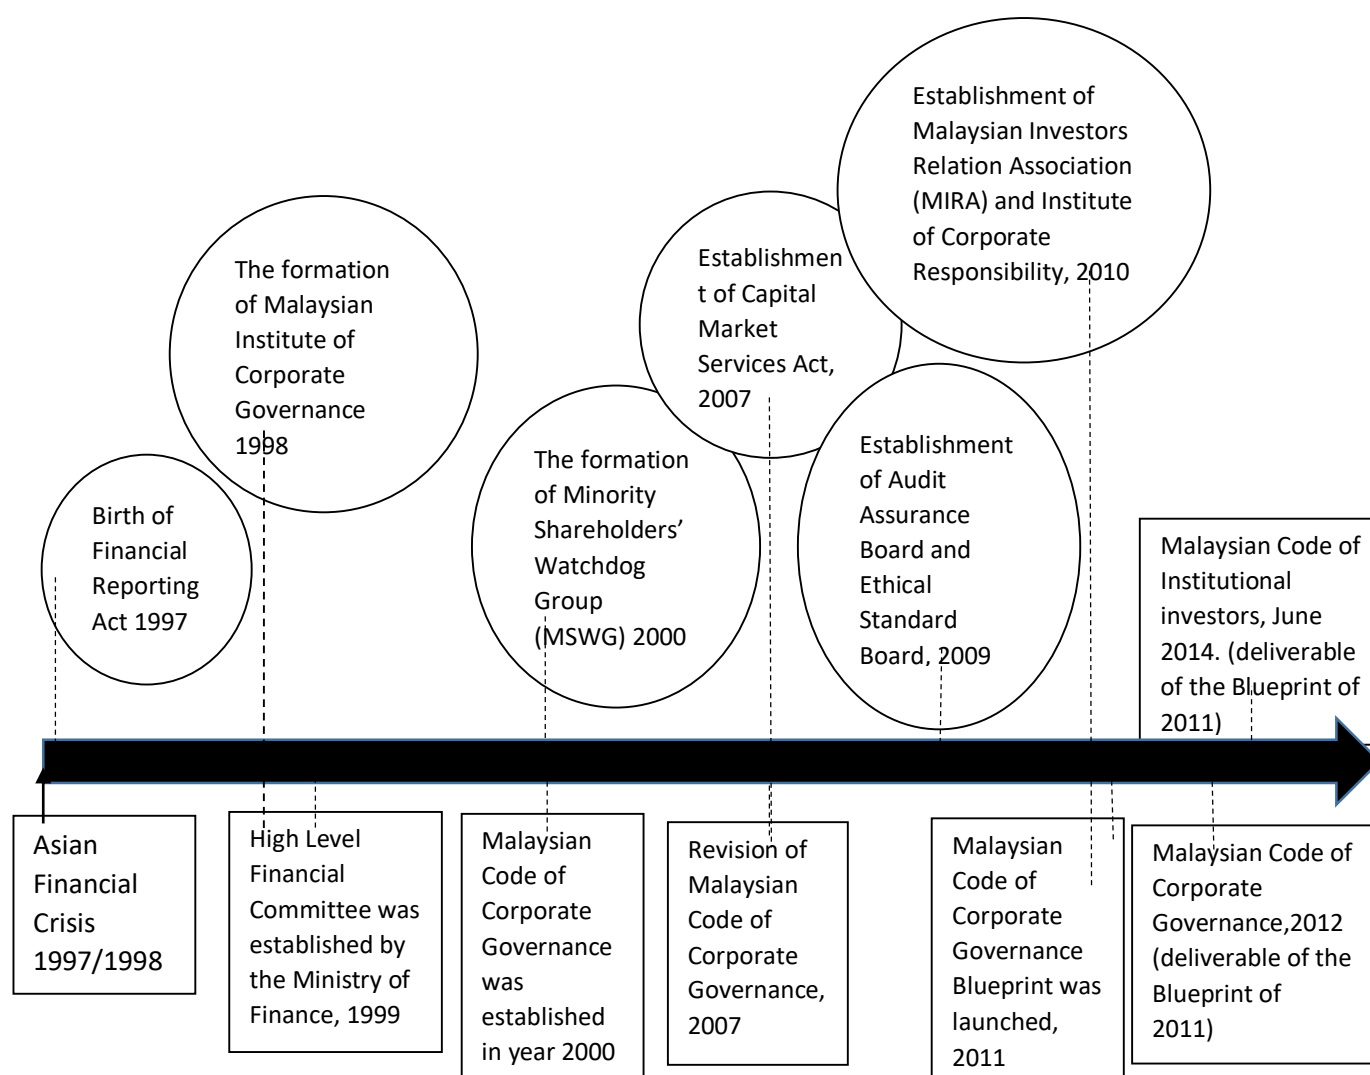 Establishment of
Malaysian Investors
Relation Association
(MIRA) and Institute
of Corporate
Responsibility, 2010
Establishmen
t of Capital
Market
Services Act,
2007
The formation
of Malaysian
Institute of
Corporate
Governance
1998
The formation
of Minority
Shareholders’
Watchdog
Group
(MSWG) 2000
Establishment
of Audit
Assurance
Board and
Ethical
Standard
Board, 2009
Birth of
Financial
Reporting
Act 1997
Malaysian Code of
Institutional
investors, June
2014. (deliverable
of the Blueprint of
2011)
Asian
Financial
Crisis
1997/1998
High Level
Financial
Committee was
established by
the Ministry of
Finance, 1999
Malaysian
Code of
Corporate
Governance
was
established
in year 2000
Revision of
Malaysian
Code of
Corporate
Governance,
2007
Malaysian
Code of
Corporate
Governance
Blueprint was
launched,
2011
Malaysian Code of
Corporate
Governance,2012
(deliverable of the
Blueprint of
2011)